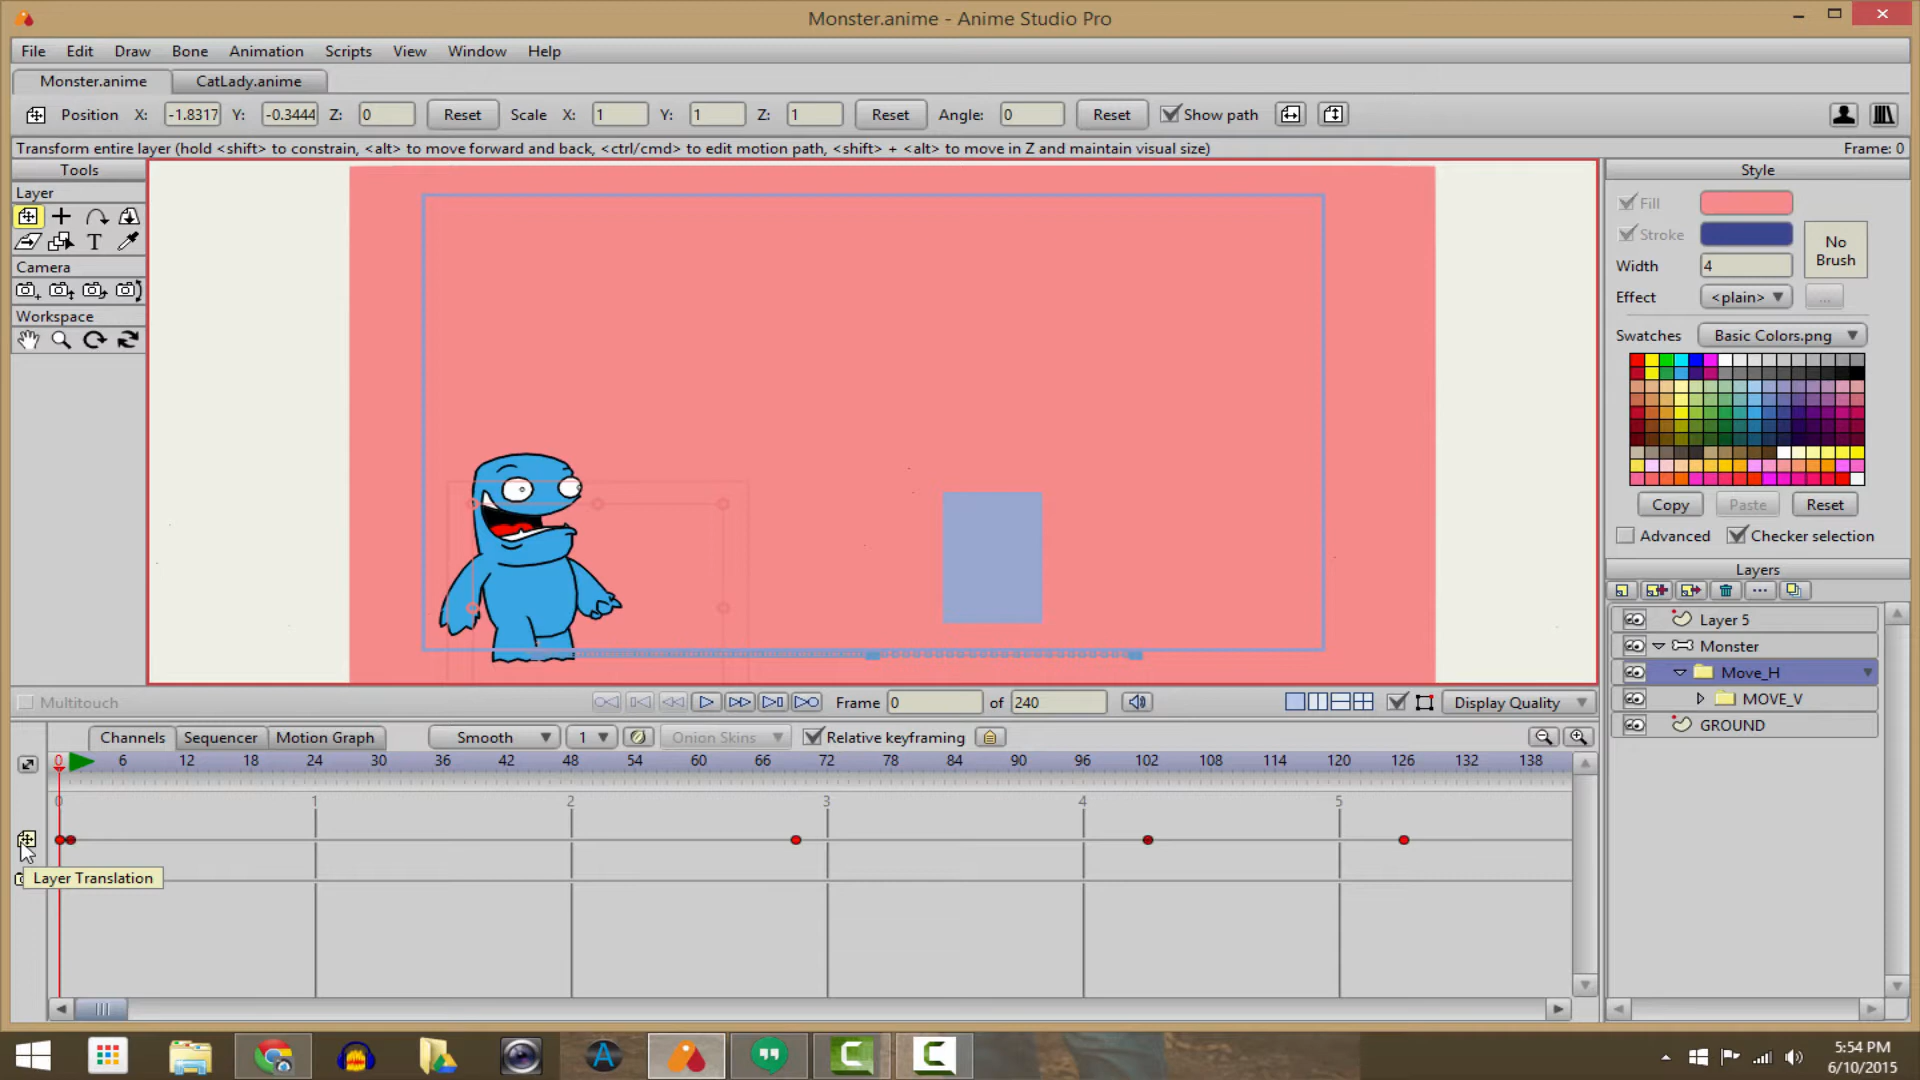 Monster.anime - Anime Studio Pro
File Edit Draw Bone Animation Scripts View Window Help
Monster.anime CatLady.anime
Position X: -1.8317 Y: -0.3444 Z: 0 Reset Scale X: 1 Y: 1 Z: 1 Reset Angle: 0 Reset Show path
Transform entire layer (hold <shift> to constrain, <alt> to move forward and back, <ctrl/cmd> to edit motion path, <shift> + <alt> to move in Z and maintain visual size) Frame: 0
Tools
Layer
T
Camera
Workspace
Style
Fill
Stroke
No Brush
Width 4
Effect <plain> ...
Swatches Basic Colors.png
Copy Paste Reset
Advanced Checker selection
Layers
Layer 5
Monster
Move_H
MOVE_V
GROUND
Multitouch Frame 0 of 240 Display Quality
Channels Sequencer Motion Graph Smooth 1 Onion Skins Relative keyframing
0 6 12 18 24 30 36 42 48 54 60 66 72 78 84 90 96 102 108 114 120 126 132 138
0 1 2 3 4 5
Layer Translation
5:54 PM
6/10/2015